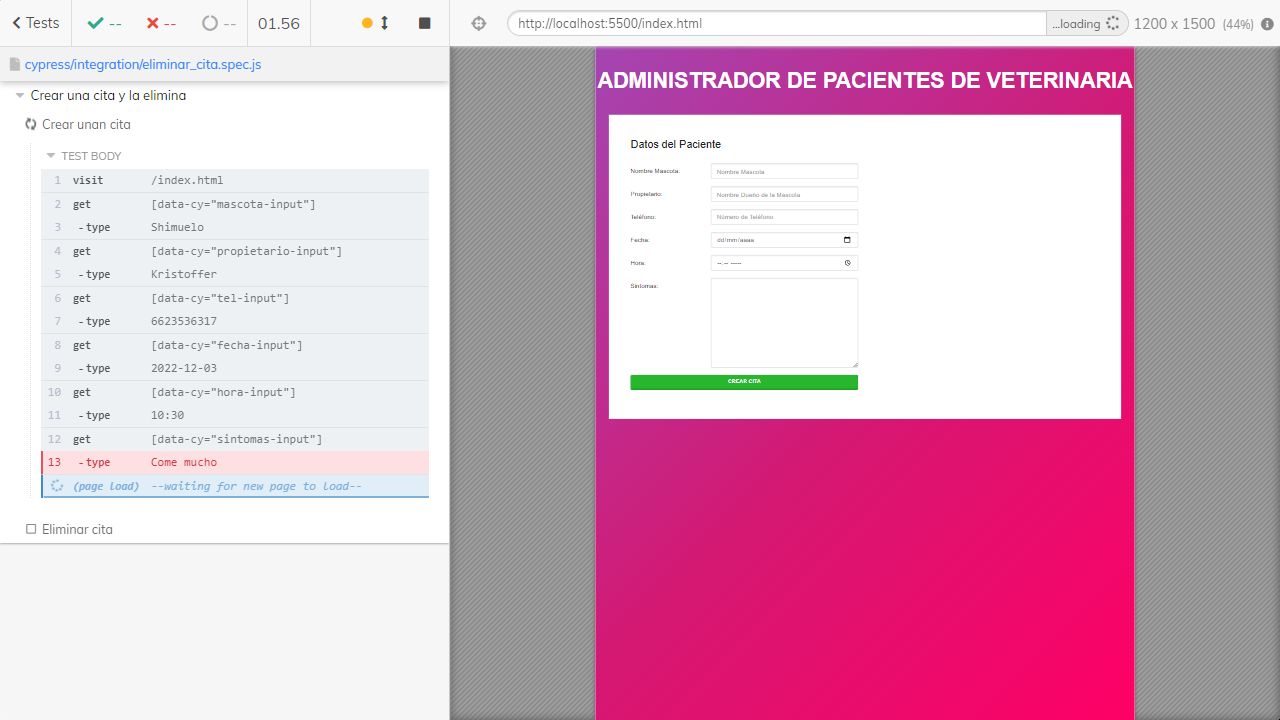 Tests
--
--
--
01.56
http://localhost:5500/index.html
...loading
1200 x 1500 (44%)
cypress/integration/eliminar_cita.spec.js
Crear una cita y la elimina
Crear unan cita
TEST BODY
1 visit /index.html
2 get [data-cy="mascota-input"]
3 -type Shimuelo
4 get [data-cy="propietario-input"]
5 -type Kristoffer
6 get [data-cy="tel-input"]
7 -type 6623536317
8 get [data-cy="fecha-input"]
9 -type 2022-12-03
10 get [data-cy="hora-input"]
11 -type 10:30
12 get [data-cy="sintomas-input"]
13 -type Come mucho
(page load) --waiting for new page to load--
Eliminar cita
ADMINISTRADOR DE PACIENTES DE VETERINARIA
Datos del Paciente
Nombre Mascota:
Nombre Mascota
Propietario:
Nombre Dueño de la Mascota
Teléfono:
Número de Teléfono
Fecha:
dd/mm/aaaa
Hora:
--:-- ----
Sintomas:
CREAR CITA